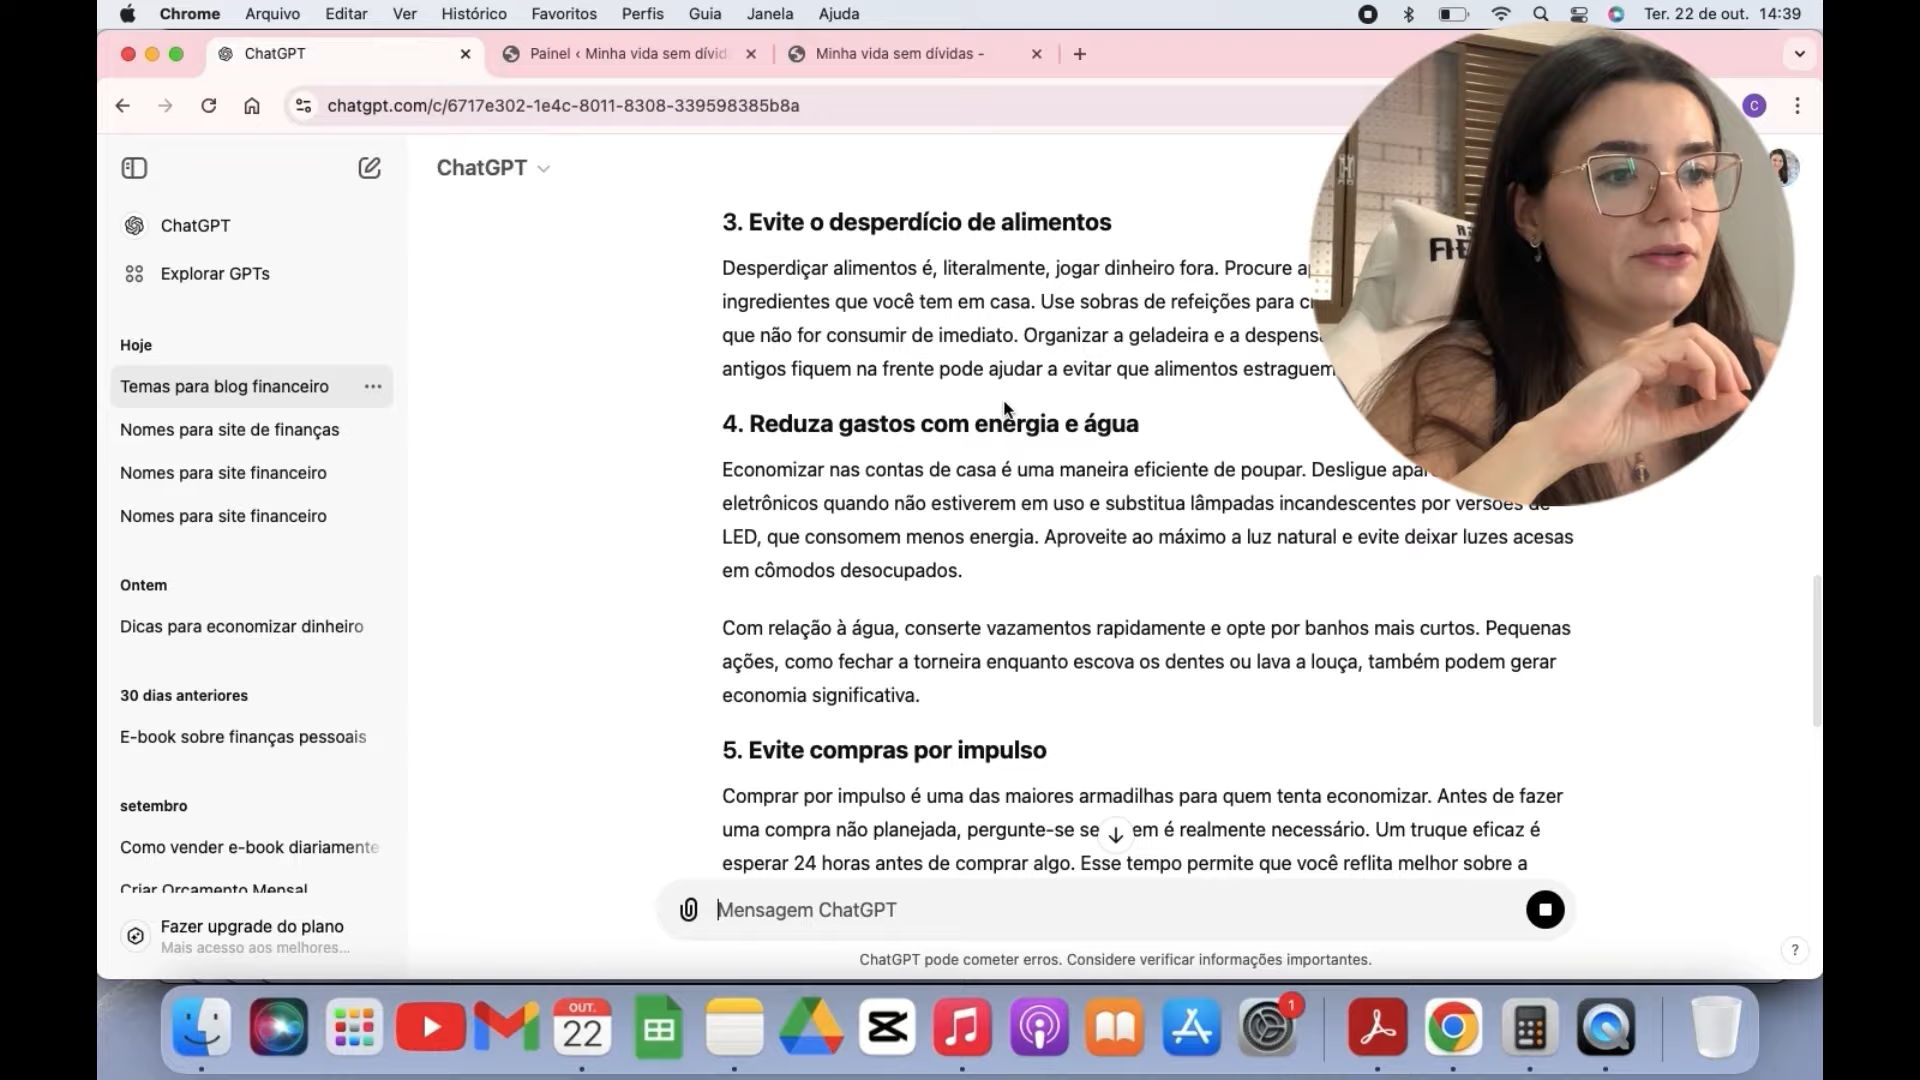 Chrome Arquivo Editar Ver Histórico Favoritos Perfis Guia Janela Ajuda Ter. 22 de out. 14:39
ChatGPT Painel ‹ Minha vida sem dívid Minha vida sem dívidas -
chatgpt.com/c/6717e302-1e4c-8011-8308-339598385b8a C
ChatGPT
ChatGPT
Explorar GPTs
Hoje
Temas para blog financeiro
Nomes para site de finanças
Nomes para site financeiro
Nomes para site financeiro
Ontem
Dicas para economizar dinheiro
30 dias anteriores
E-book sobre finanças pessoais
setembro
Como vender e-book diariamente
Criar Orçamento Mensal
Fazer upgrade do plano
Mais acesso aos melhores...
3. Evite o desperdício de alimentos
Desperdiçar alimentos é, literalmente, jogar dinheiro fora. Procure
ingredientes que você tem em casa. Use sobras de refeições para
que não for consumir de imediato. Organizar a geladeira e a
antigos fiquem na frente pode ajudar a evitar que alimentos estraguem
4. Reduza gastos com energia e água
Economizar nas contas de casa é uma maneira eficiente de poupar. Desligue
eletrônicos quando não estiverem em uso e substitua lâmpadas incandescentes por versões de
LED, que consomem menos energia. Aproveite ao máximo a luz natural e evite deixar luzes acesas
em cômodos desocupados.
Com relação à água, conserte vazamentos rapidamente e opte por banhos mais curtos. Pequenas
ações, como fechar a torneira enquanto escova os dentes ou lava a louça, também podem gerar
economia significativa.
5. Evite compras por impulso
Comprar por impulso é uma das maiores armadilhas para quem tenta economizar. Antes de fazer
uma compra não planejada, pergunte-se se em é realmente necessário. Um truque eficaz é
esperar 24 horas antes de comprar algo. Esse tempo permite que você reflita melhor sobre a
Mensagem ChatGPT
ChatGPT pode cometer erros. Considere verificar informações importantes.
?
OUT.
22
1